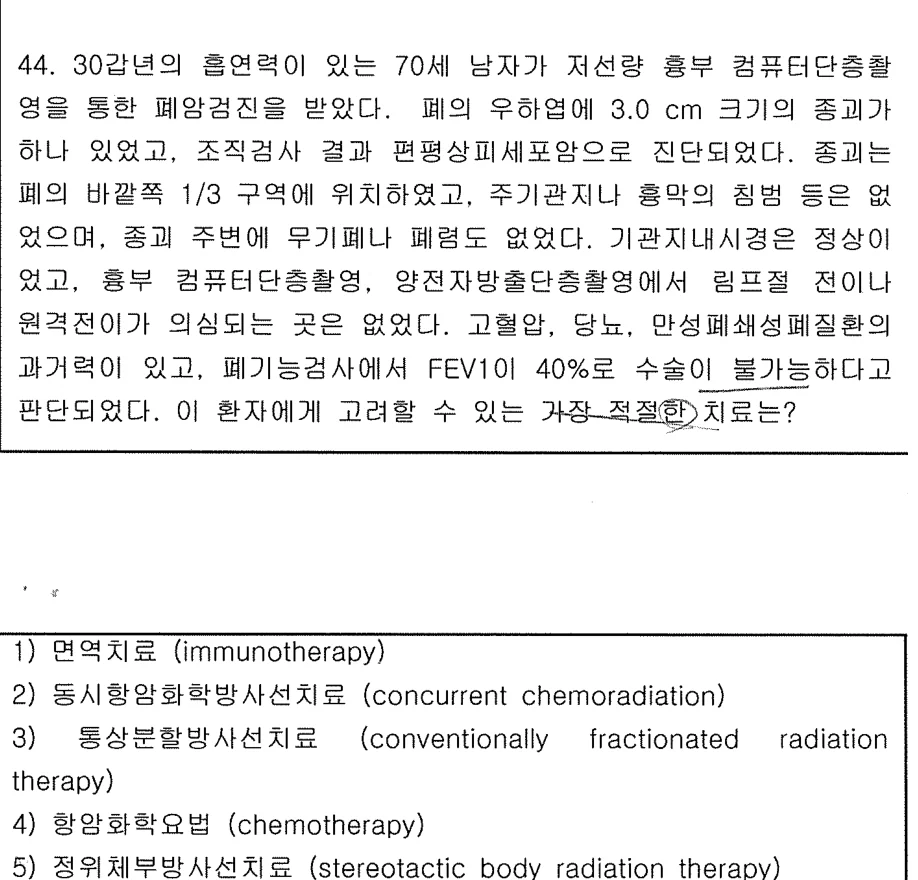 44. 30갑년의 흡연력이 있는 70세 남자가 저선량 흉부 컴퓨터단층촬
영을 통한 폐암검진을 받았다. 폐의 우하엽에 3.0 cm 크기의 종괴가
하나 있었고, 조직검사 결과 편평상피세포암으로 진단되었다. 종괴는
폐의 바깥쪽 1/3 구역에 위치하였고, 주기관지나 흉막의 침범 등은 없
었으며, 종괴 주변에 무기폐나 폐렴도 없었다. 기관지내시경은 정상이
었고, 흉부 컴퓨터단층촬영, 양전자방출단층촬영에서 림프절 전이나
원격전이가 의심되는 곳은 없었다. 고혈압, 당뇨, 만성폐쇄성폐질환의
과거력이 있고, 폐기능검사에서 FEV1이 40%로 수술이 불가능하다고
판단되었다. 이 환자에게 고려할 수 있는 가장 적절한 치료는?
1) 면역치료 (immunotherapy)
2) 동시항암화학방사선치료 (concurrent chemoradiation)
3) 통상분할방사선치료 (conventionally fractionated radiation
therapy)
4) 항암화학요법 (chemotherapy)
5) 정위체부방사선치료 (stereotactic body radiation therapy)